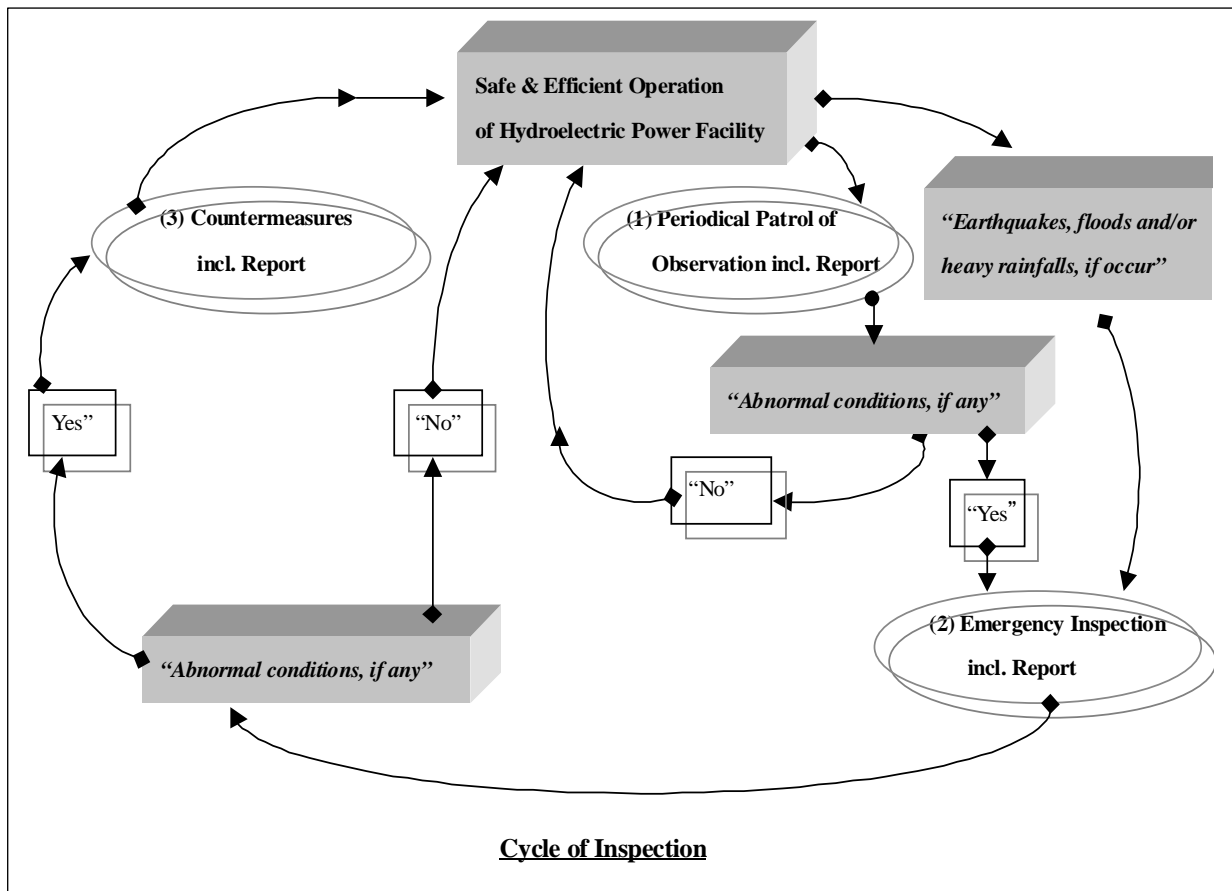 Safe & Efficient Operation
of Hydroelectric Power Facility
(3) Countermeasures
incl. Report
(1) Periodical Patrol of
Observation incl. Report
“Earthquakes, floods and/or
heavy rainfalls, if occur”
“Abnormal conditions, if any”
Yes”
“No”
“No”
“Yes”
(2) Emergency Inspection
incl. Report
“Abnormal conditions, if any”
Cycle of Inspection